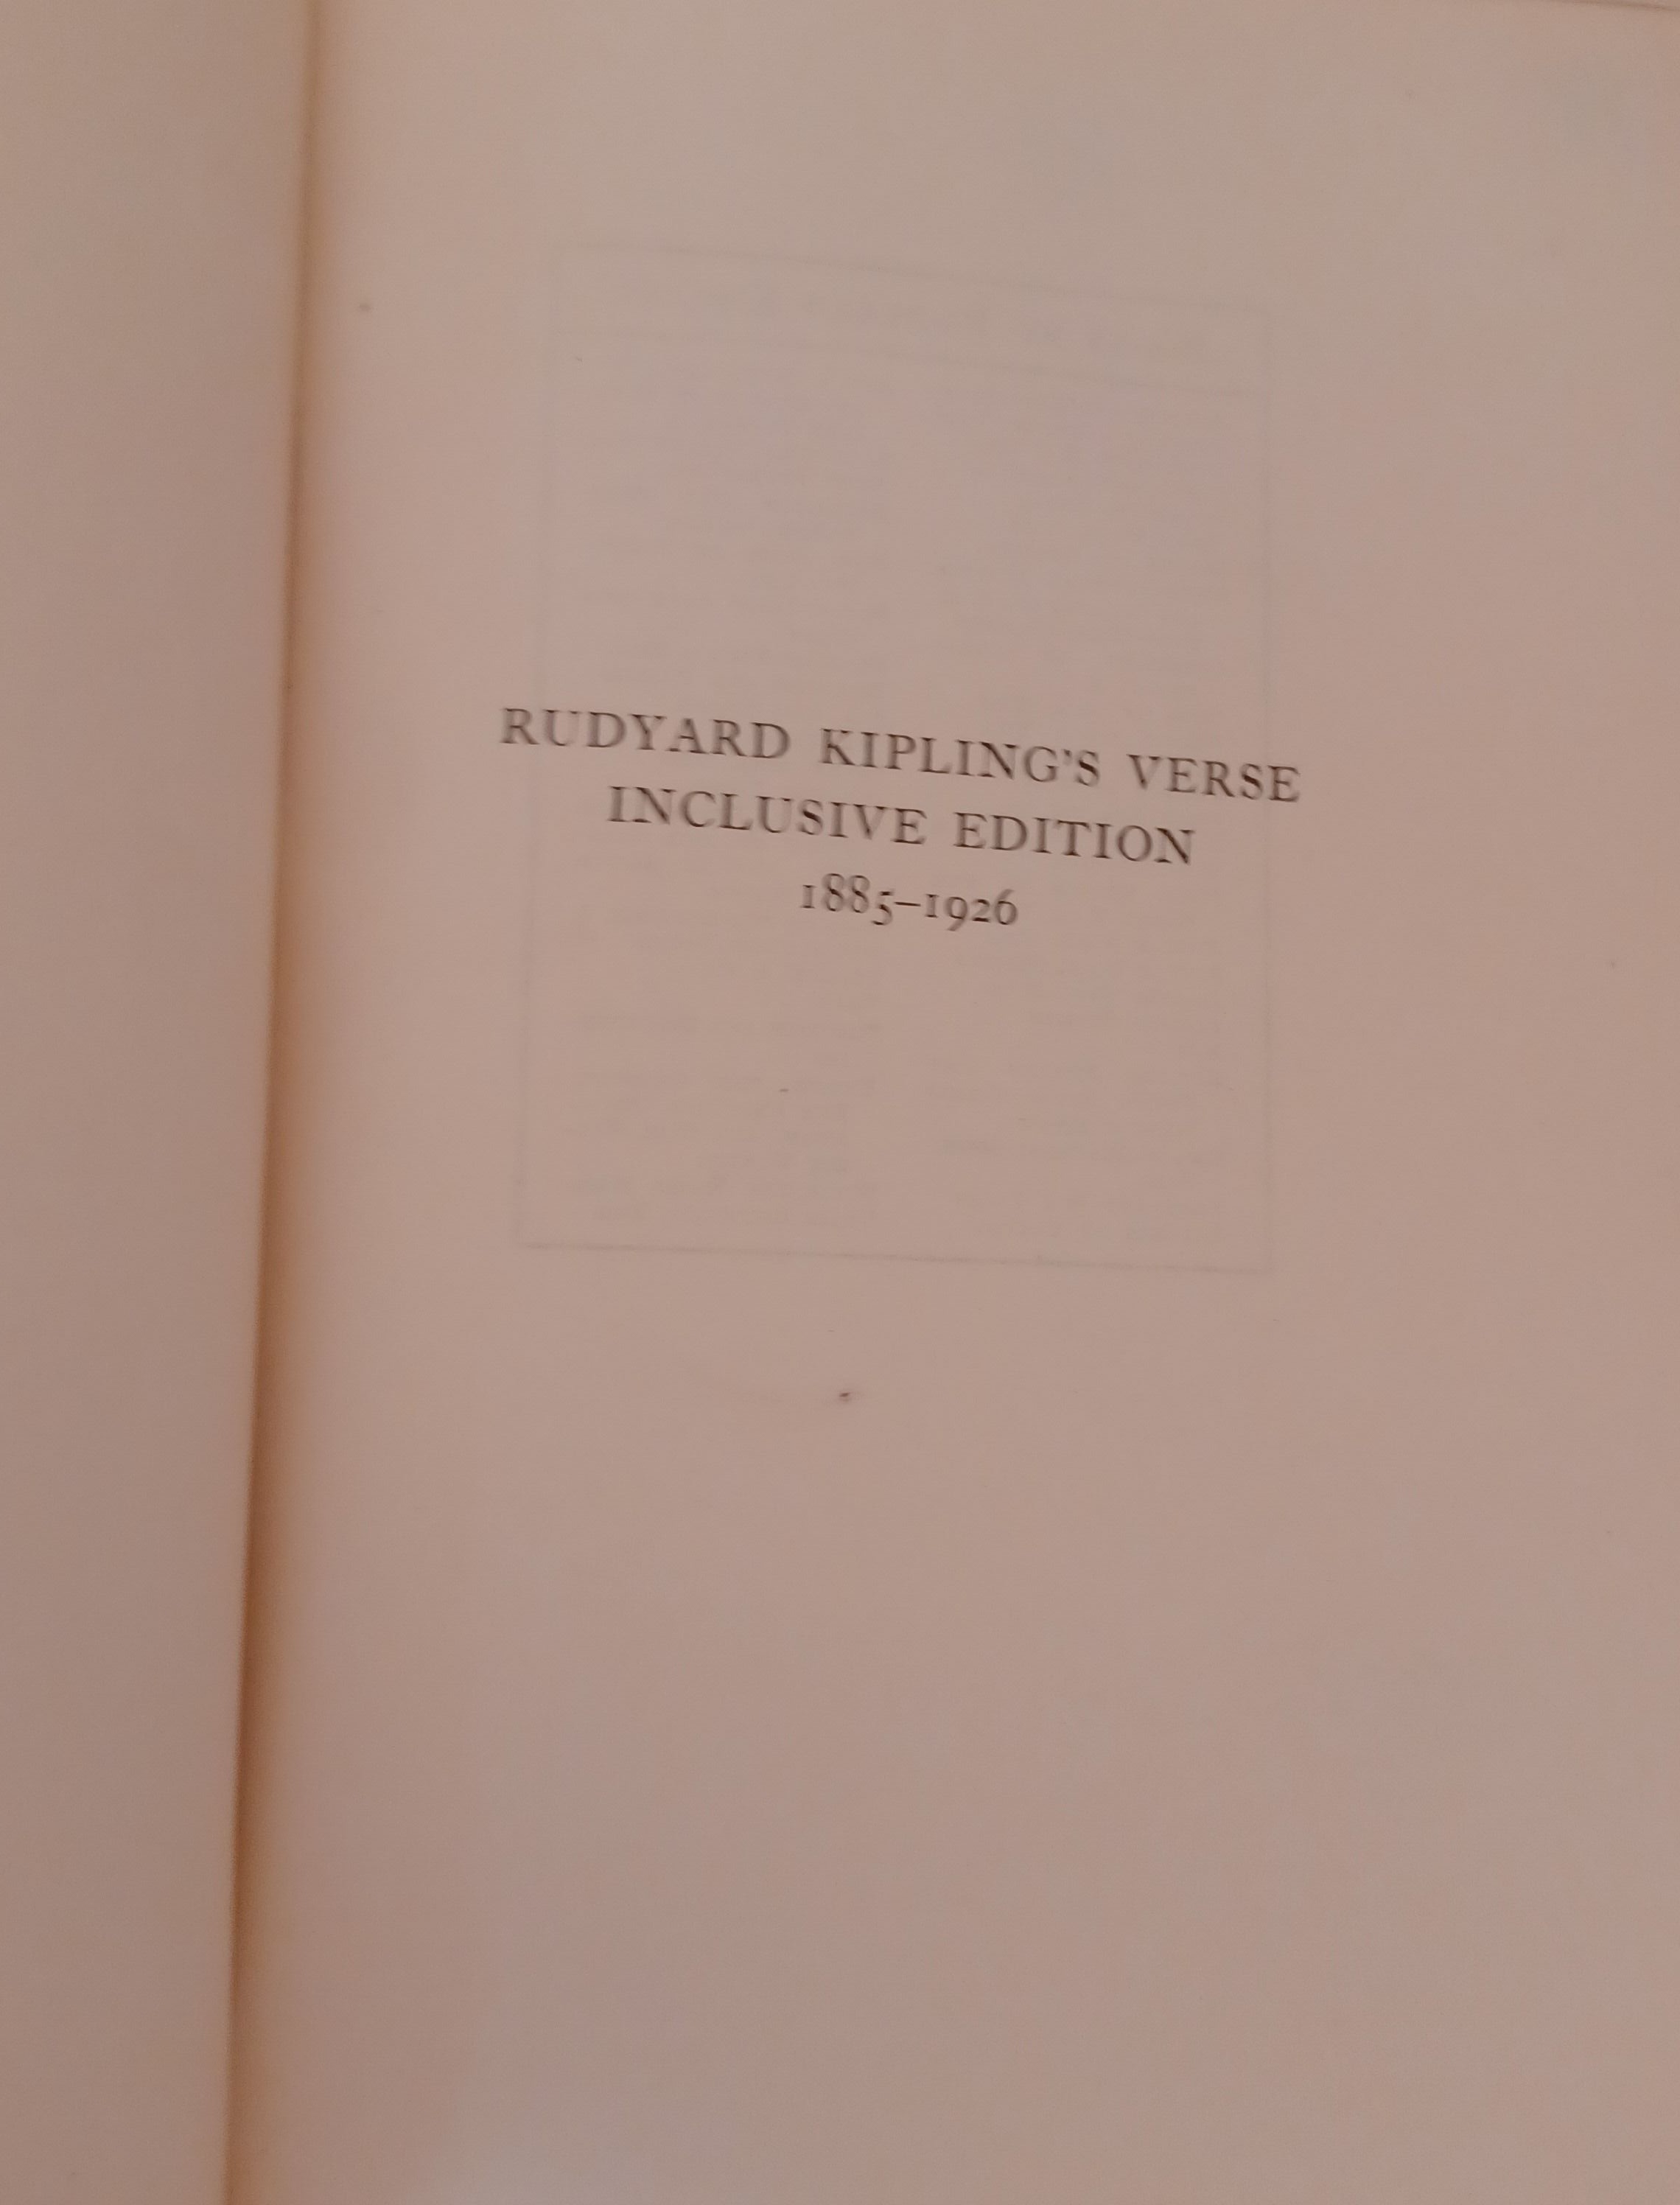 RUDYARD KIPLING'S VERSE
INCLUSIVE EDITION
1885–1926